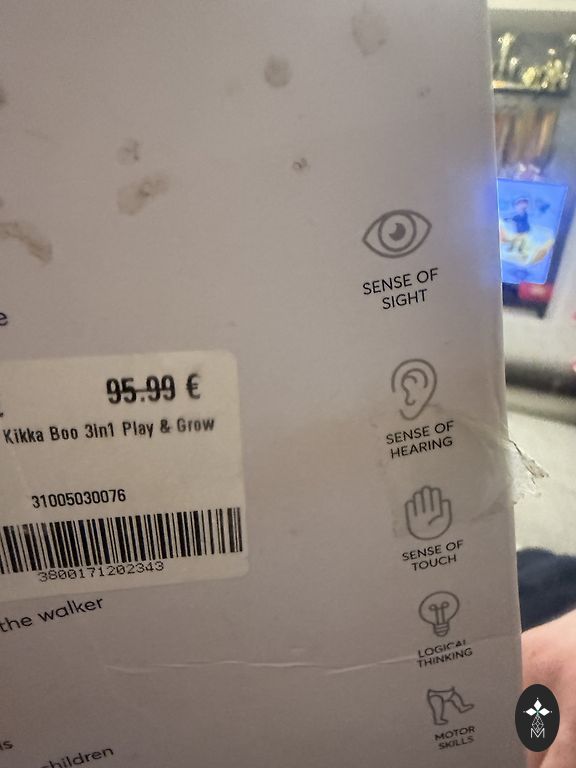 SENSE OF
SIGHT
e
95.99 €
Kikka Boo 3in1 Play & Grow
31005030076
3800171202343
SENSE OF
HEARING
SENSE OF
TOUCH
the walker
LOGICAL
THINKING
MOTOR
SKILLS
is
children
M